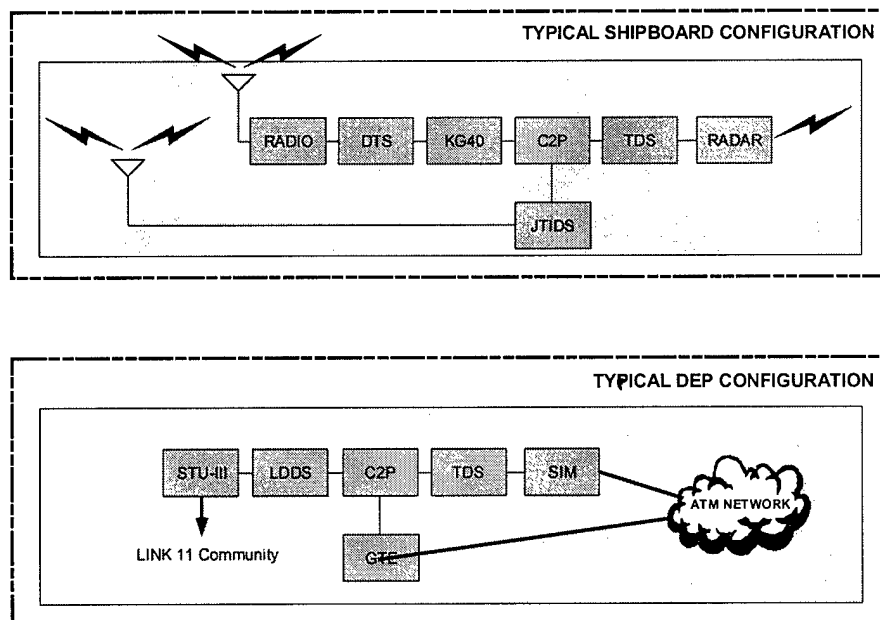 TYPICAL SHIPBOARD CONFIGURATION
RADIO
DTS
KG40
C2P
TDS
RADAR
JTIDS
TYPICAL DEP CONFIGURATION
STU-III
LDDS
C2P
TDS
SIM
ATM NETWORK
LINK 11 Community
GTE